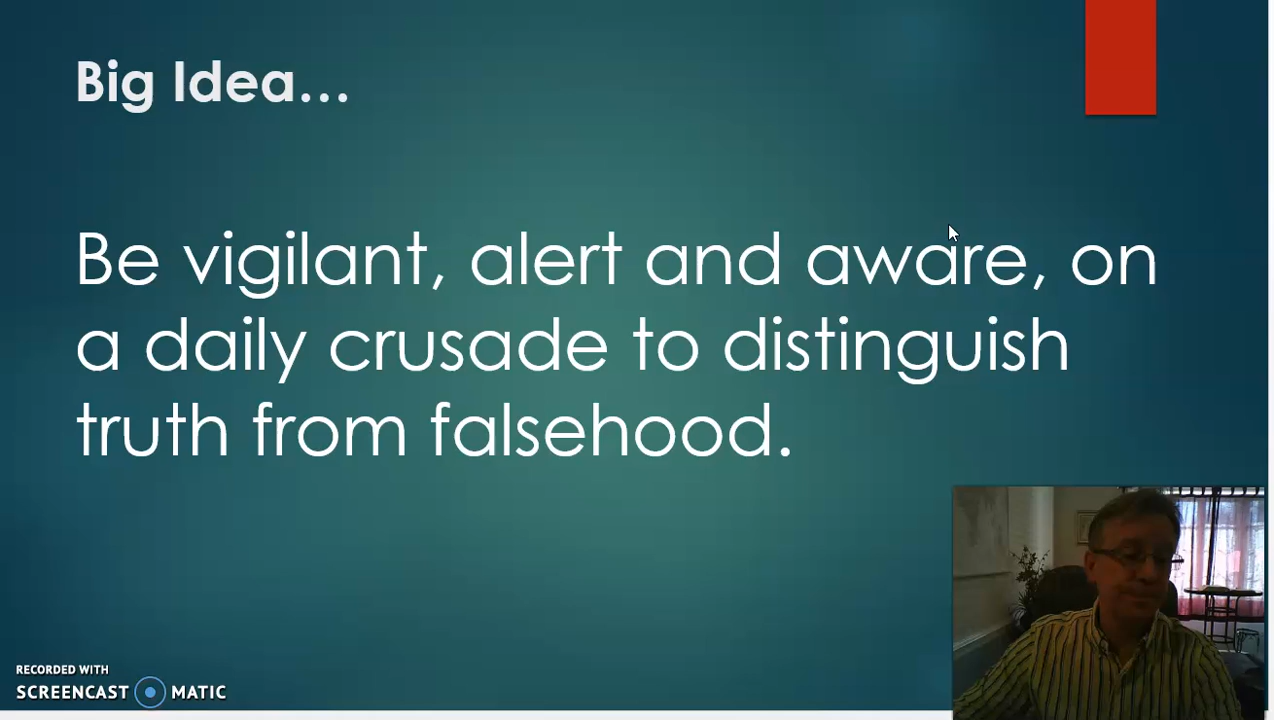 Big Idea…
Be vigilant, alert and aware, on
a daily crusade to distinguish
truth from falsehood.
RECORDED WITH
SCREENCAST MATIC